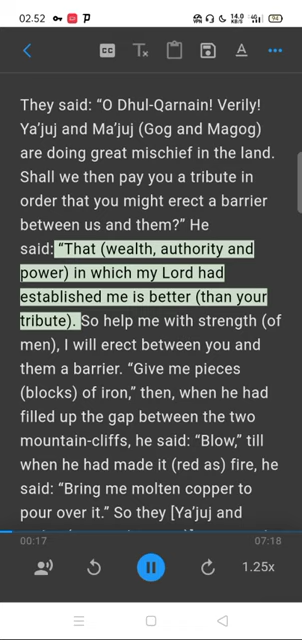 02.52
14.0
KB/S
4G
94
CC
They said: “O Dhul-Qarnain! Verily!
Ya’juj and Ma’juj (Gog and Magog)
are doing great mischief in the land.
Shall we then pay you a tribute in
order that you might erect a barrier
between us and them?” He
said: “That (wealth, authority and
power) in which my Lord had
established me is better (than your
tribute). So help me with strength (of
men), I will erect between you and
them a barrier. “Give me pieces
(blocks) of iron,” then, when he had
filled up the gap between the two
mountain-cliffs, he said: “Blow,” till
when he had made it (red as) fire, he
said: “Bring me molten copper to
pour over it.” So they [Ya’juj and
00:17 07:18
1.25x